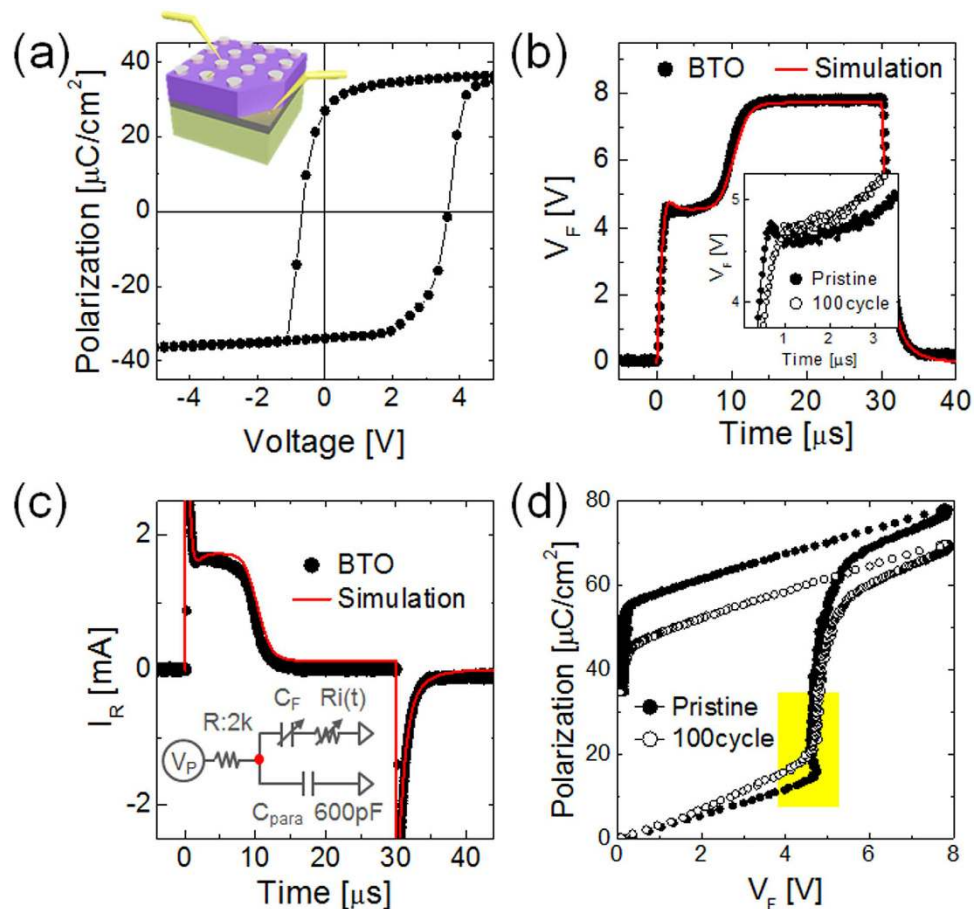 (a)
Polarization [μC/cm²]
40
20
0
-20
-40
-4
-2
0
2
4
Voltage [V]
(b)
BTO
Simulation
V_F [V]
8
6
4
2
0
0
10
20
30
40
Time [μs]
V_F [V]
5
4
Pristine
100cycle
1
2
3
Time [μs]
(c)
BTO
Simulation
I_R [mA]
2
0
-2
R:2k
C_F
Ri(t)
V_P
C_para 600pF
0
10
20
30
40
Time [μs]
(d)
Polarization [μC/cm²]
80
60
40
20
0
Pristine
100cycle
0
2
4
6
8
V_F [V]